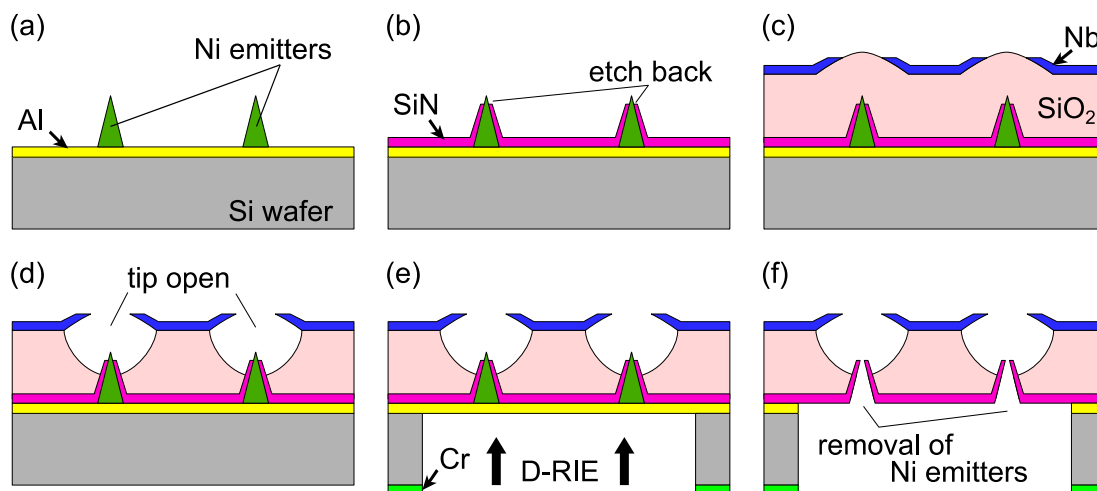 (a)
Ni emitters
Al
Si wafer
(b)
etch back
SiN
(c)
Nb
SiO2
(d)
tip open
(e)
Cr
D-RIE
(f)
removal of
Ni emitters